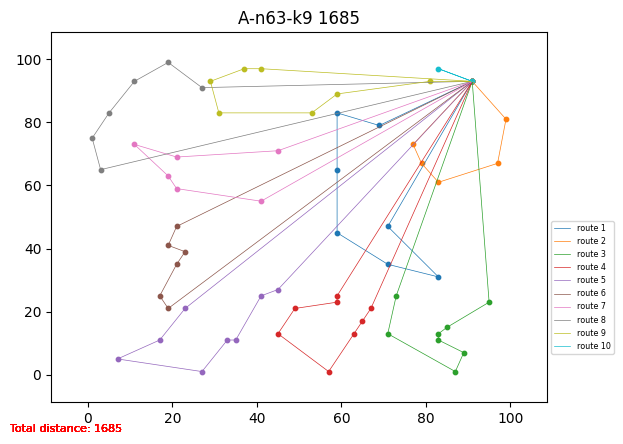 A-n63-k9 1685
100
80
60
40
20
0
0 20 40 60 80 100
route 1
route 2
route 3
route 4
route 5
route 6
route 7
route 8
route 9
route 10
Total distance: 1685